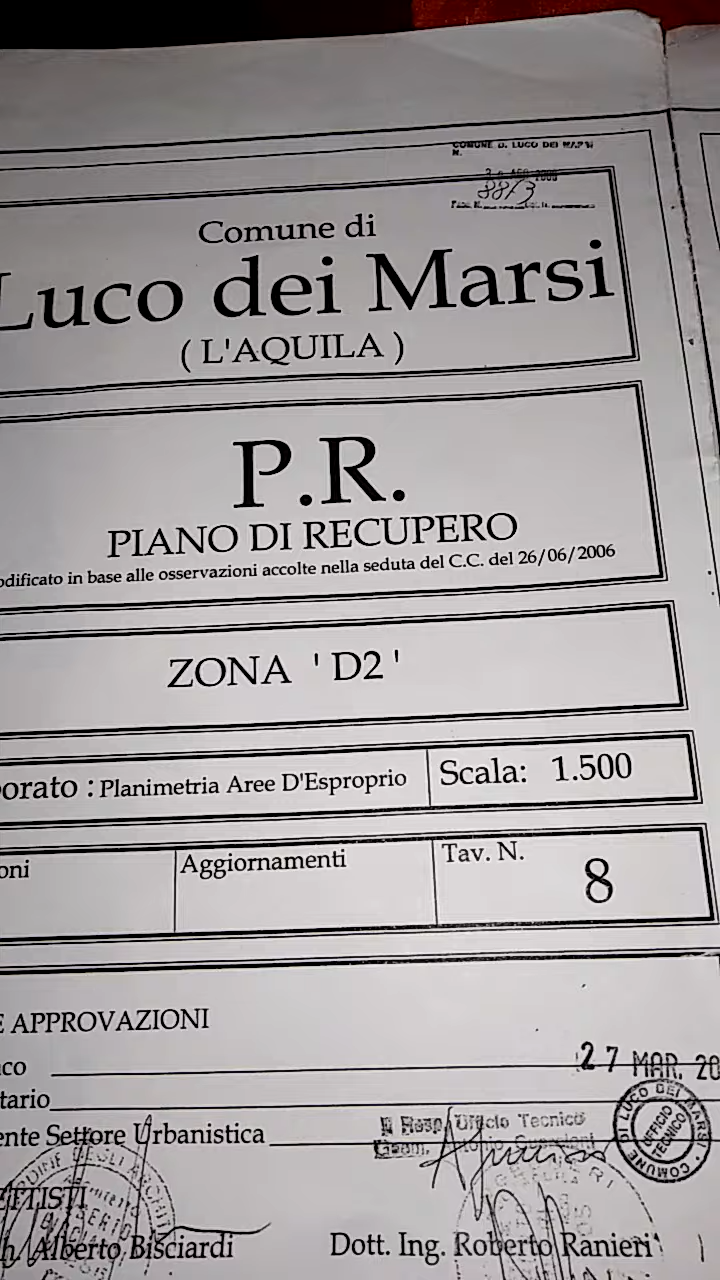 COMUNE D. LUCO DEI MARSI
N.
8813
Comune di
Luco dei Marsi
( L'AQUILA )
P.R.
PIANO DI RECUPERO
odificato in base alle osservazioni accolte nella seduta del C.C. del 26/06/2006
ZONA ' D2 '
orato : Planimetria Aree D'Esproprio
Scala: 1.500
oni
Aggiornamenti
Tav. N.
8
E APPROVAZIONI
co
27 MAR. 20
tario
ente Settore Urbanistica
Il Resp. Ufficio Tecnico
Geom.
COMUNE DI LUCO DEI MARSI
UFFICIO
TECNICO
ETTISTI
h. Alberto Bisciardi
Dott. Ing. Roberto Ranieri